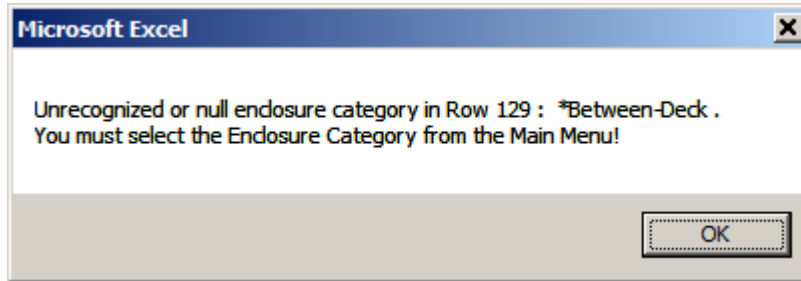 Microsoft Excel
Unrecognized or null enclosure category in Row 129 :  *Between-Deck .
You must select the Enclosure Category from the Main Menu!
OK